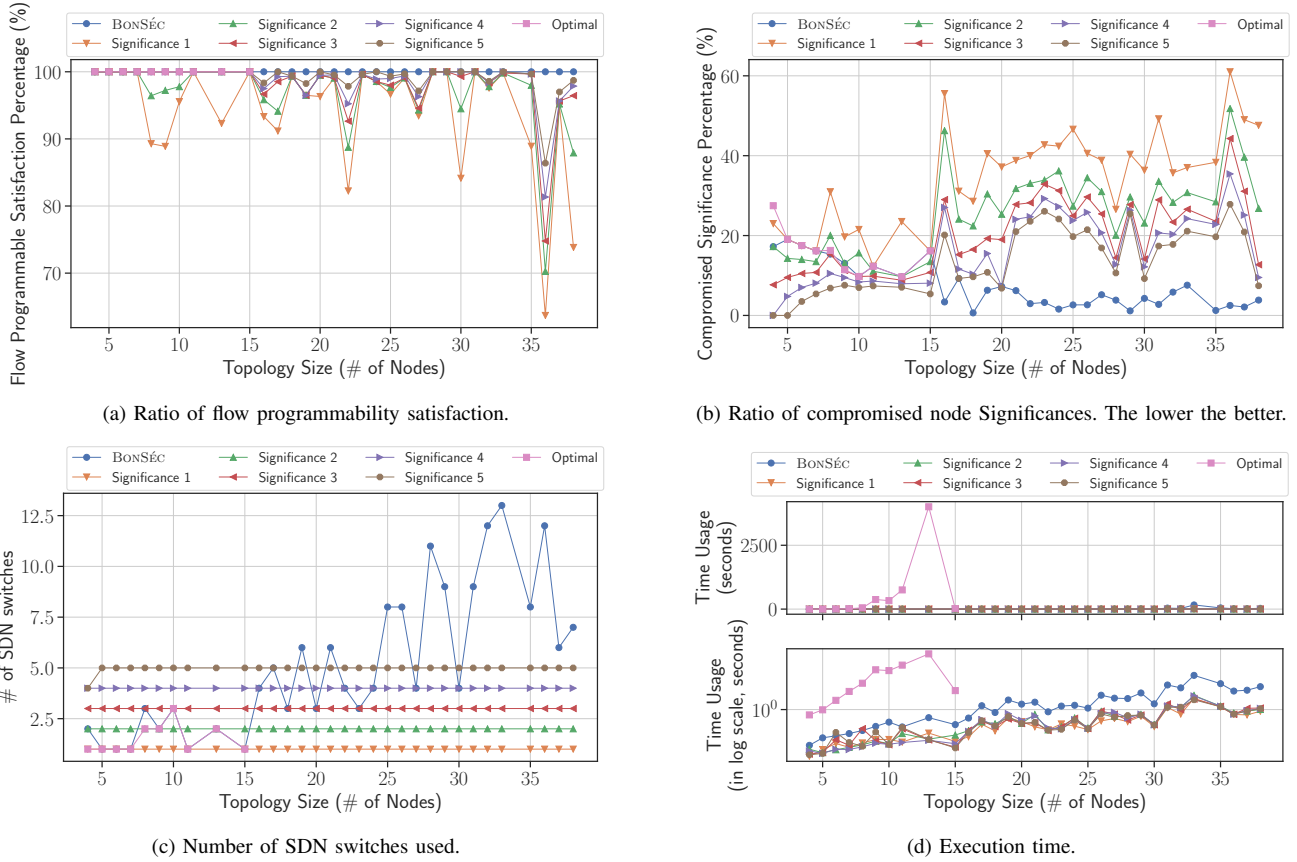 BONSÉC
Significance 1
Significance 2
Significance 3
Significance 4
Significance 5
Optimal
Flow Programmable Satisfaction Percentage (%)
100
90
80
70
5 10 15 20 25 30 35
Topology Size (# of Nodes)
(a) Ratio of flow programmability satisfaction.
BONSÉC
Significance 1
Significance 2
Significance 3
Significance 4
Significance 5
Optimal
Compromised Significance Percentage (%)
60
40
20
0
5 10 15 20 25 30 35
Topology Size (# of Nodes)
(b) Ratio of compromised node Significances. The lower the better.
BONSÉC
Significance 1
Significance 2
Significance 3
Significance 4
Significance 5
Optimal
# of SDN switches
12.5
10.0
7.5
5.0
2.5
5 10 15 20 25 30 35
Topology Size (# of Nodes)
(c) Number of SDN switches used.
BONSÉC
Significance 1
Significance 2
Significance 3
Significance 4
Significance 5
Optimal
Time Usage
(seconds)
2500
0
Time Usage
(in log scale, seconds)
10⁰
5 10 15 20 25 30 35
Topology Size (# of Nodes)
(d) Execution time.